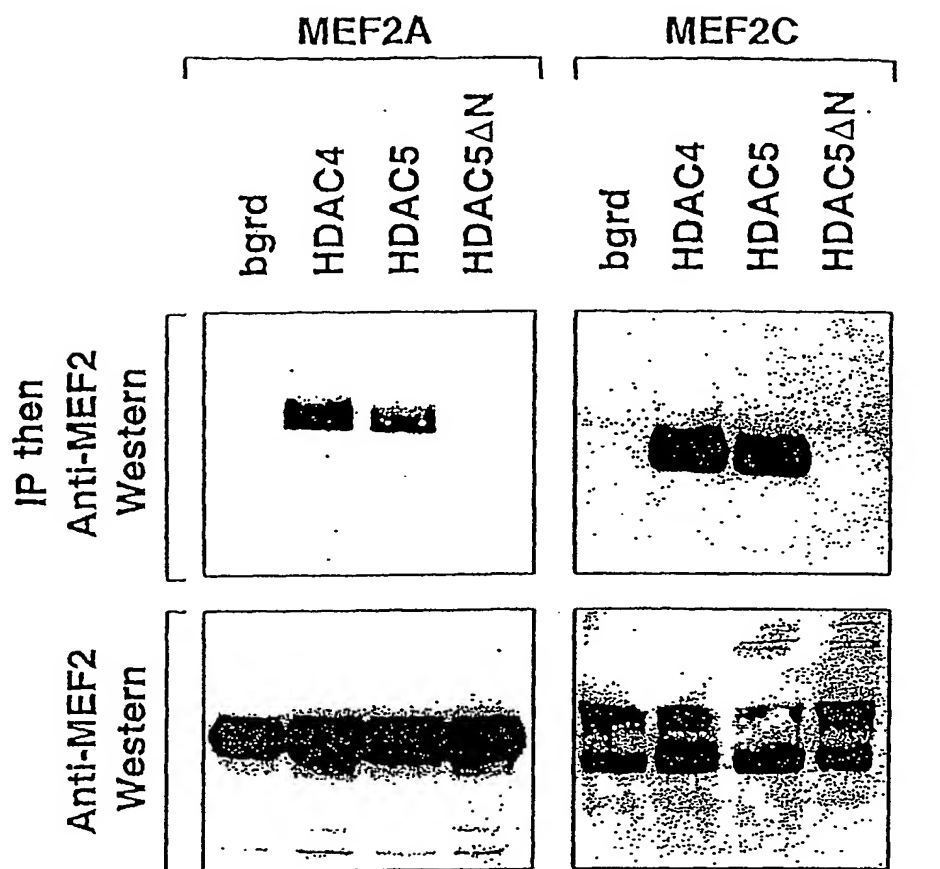 MEF2A
MEF2C
bgrd
HDAC4
HDAC5
HDAC5ΔN
bgrd
HDAC4
HDAC5
HDAC5ΔN
IP then
Anti-MEF2
Western
Anti-MEF2
Western